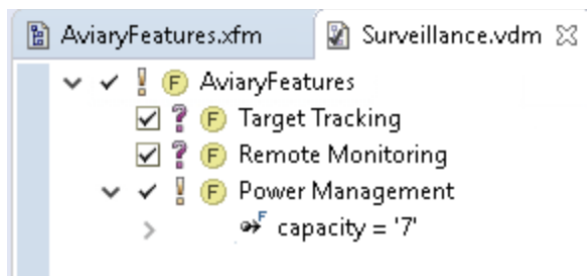 AviaryFeatures.xfm Surveillance.vdm
! F AviaryFeatures
? F Target Tracking
? F Remote Monitoring
! F Power Management
F capacity = '7'